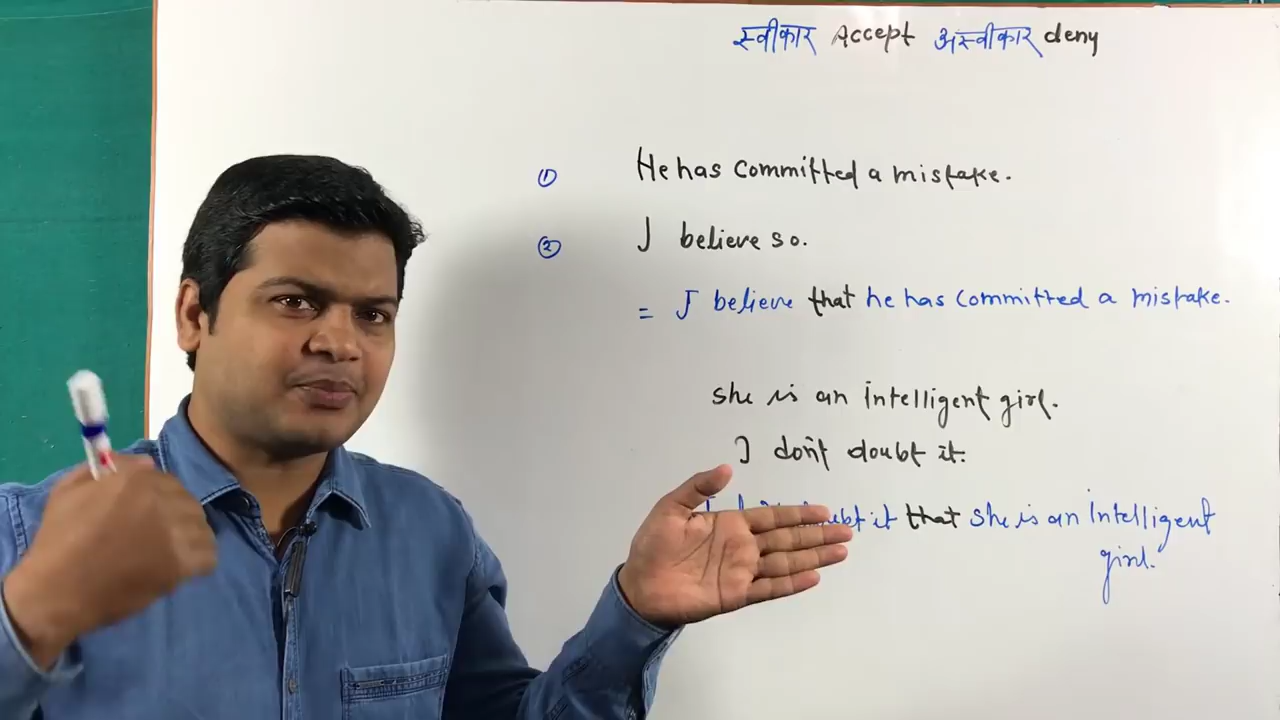 स्वीकार Accept अस्वीकार deny
① He has committed a mistake.
② I believe so.
= I believe that he has committed a mistake.
She is an intelligent girl.
I don't doubt it.
it that she is an intelligent
girl.